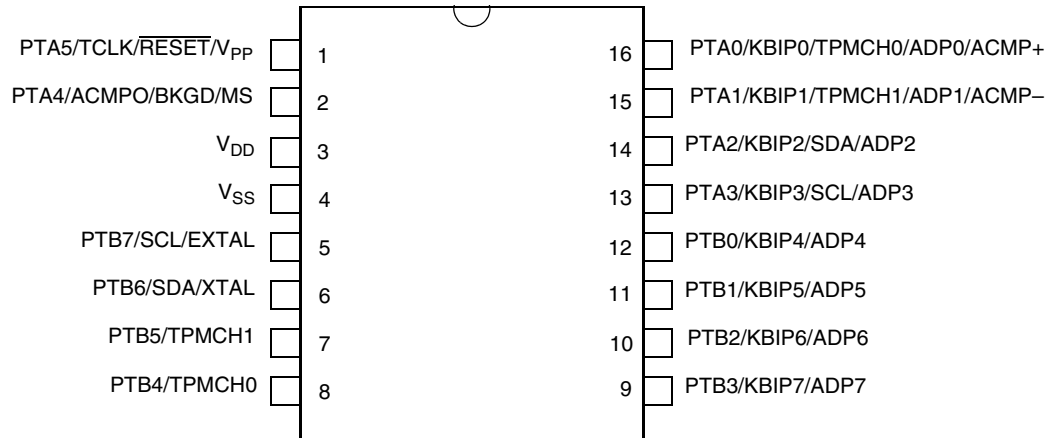 PTA5/TCLK/RESET/VPP 1 16 PTA0/KBIP0/TPMCH0/ADP0/ACMP+
PTA4/ACMPO/BKGD/MS 2 15 PTA1/KBIP1/TPMCH1/ADP1/ACMP–
VDD 3 14 PTA2/KBIP2/SDA/ADP2
VSS 4 13 PTA3/KBIP3/SCL/ADP3
PTB7/SCL/EXTAL 5 12 PTB0/KBIP4/ADP4
PTB6/SDA/XTAL 6 11 PTB1/KBIP5/ADP5
PTB5/TPMCH1 7 10 PTB2/KBIP6/ADP6
PTB4/TPMCH0 8 9 PTB3/KBIP7/ADP7